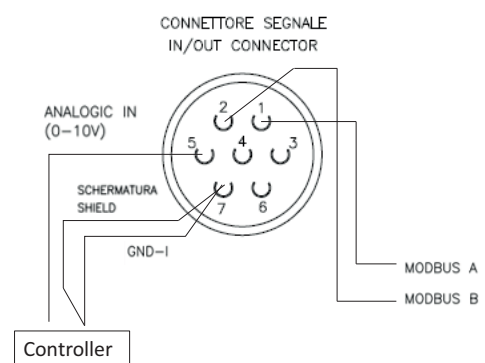 CONNETTORE SEGNALE
IN/OUT CONNECTOR
ANALOGIC IN
(0-10V)
2
1
5
4
3
SCHERMATURA
SHIELD
7
6
GND-I
MODBUS A
MODBUS B
Controller